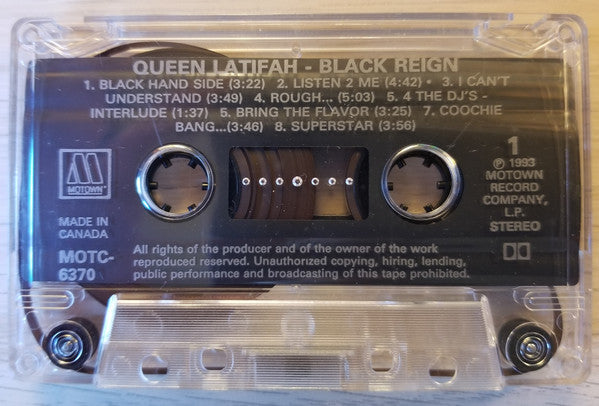 QUEEN LATIFAH - BLACK REIGN
1. BLACK HAND SIDE (3:22) 2. LISTEN 2 ME (4:42) • 3. I CAN'T
UNDERSTAND (3:49) 4. ROUGH... (5:03) 5. 4 THE DJ'S -
INTERLUDE (1:37) 5. BRING THE FLAVOR (3:25) 7. COOCHIE
BANG...(3:46) 8. SUPERSTAR (3:56)
M
MOTOWN
MADE IN
CANADA
MOTC-
6370
1
℗ 1993
MOTOWN
RECORD
COMPANY,
L.P.
STEREO
All rights of the producer and of the owner of the work
reproduced reserved. Unauthorized copying, hiring, lending,
public performance and broadcasting of this tape prohibited.